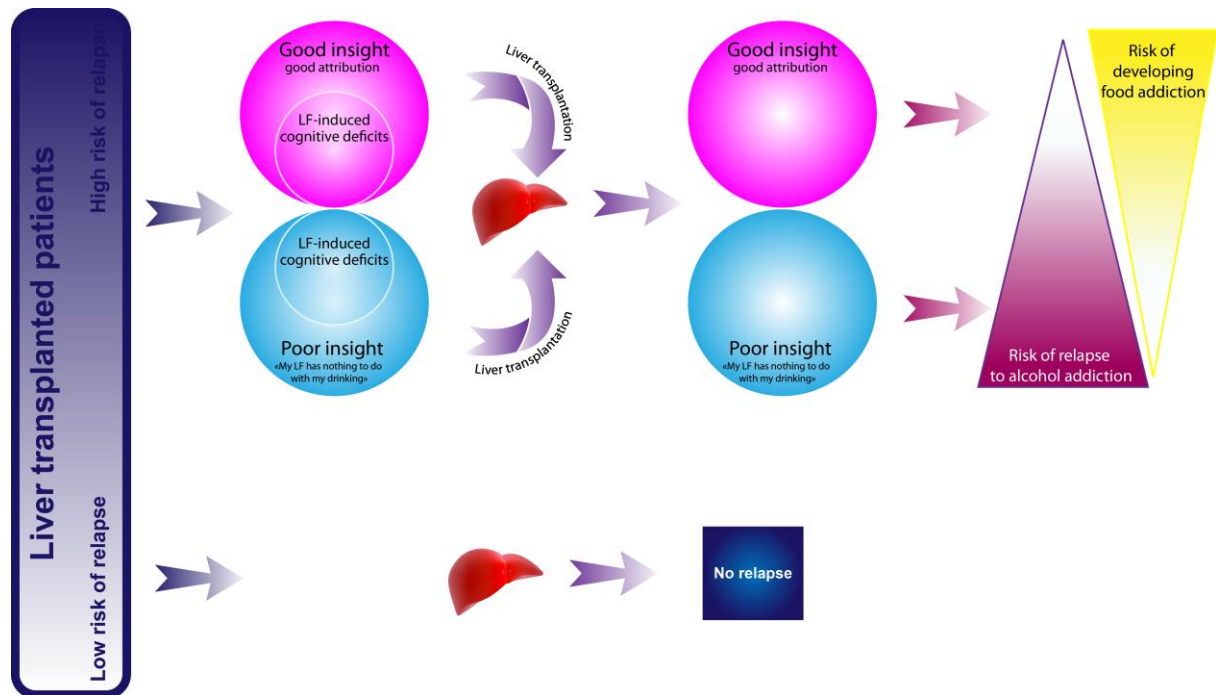 Liver transplanted patients
High risk of relapse
Low risk of relapse
Good insight
good attribution
LF-induced
cognitive deficits
LF-induced
cognitive deficits
Poor insight
«My LF has nothing to do
with my drinking»
Liver transplantation
Liver transplantation
Good insight
good attribution
Poor insight
«My LF has nothing to do
with my drinking»
Risk of
developing
food addiction
Risk of relapse
to alcohol addiction
No relapse